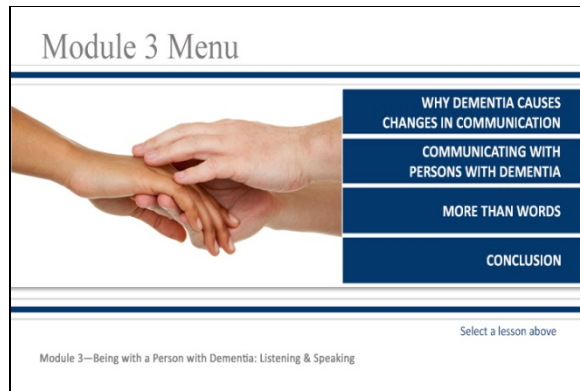 Module 3 Menu
WHY DEMENTIA CAUSES
CHANGES IN COMMUNICATION
COMMUNICATING WITH
PERSONS WITH DEMENTIA
MORE THAN WORDS
CONCLUSION
Select a lesson above
Module 3—Being with a Person with Dementia: Listening & Speaking